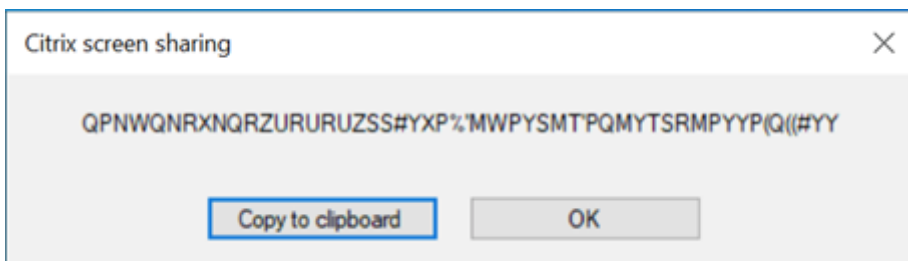 Citrix screen sharing
QPNWQNRXNQRZURURUZSS#YXP%'MWPYSMT'PQMYTSRMPYYP(Q((#YY
Copy to clipboard
OK